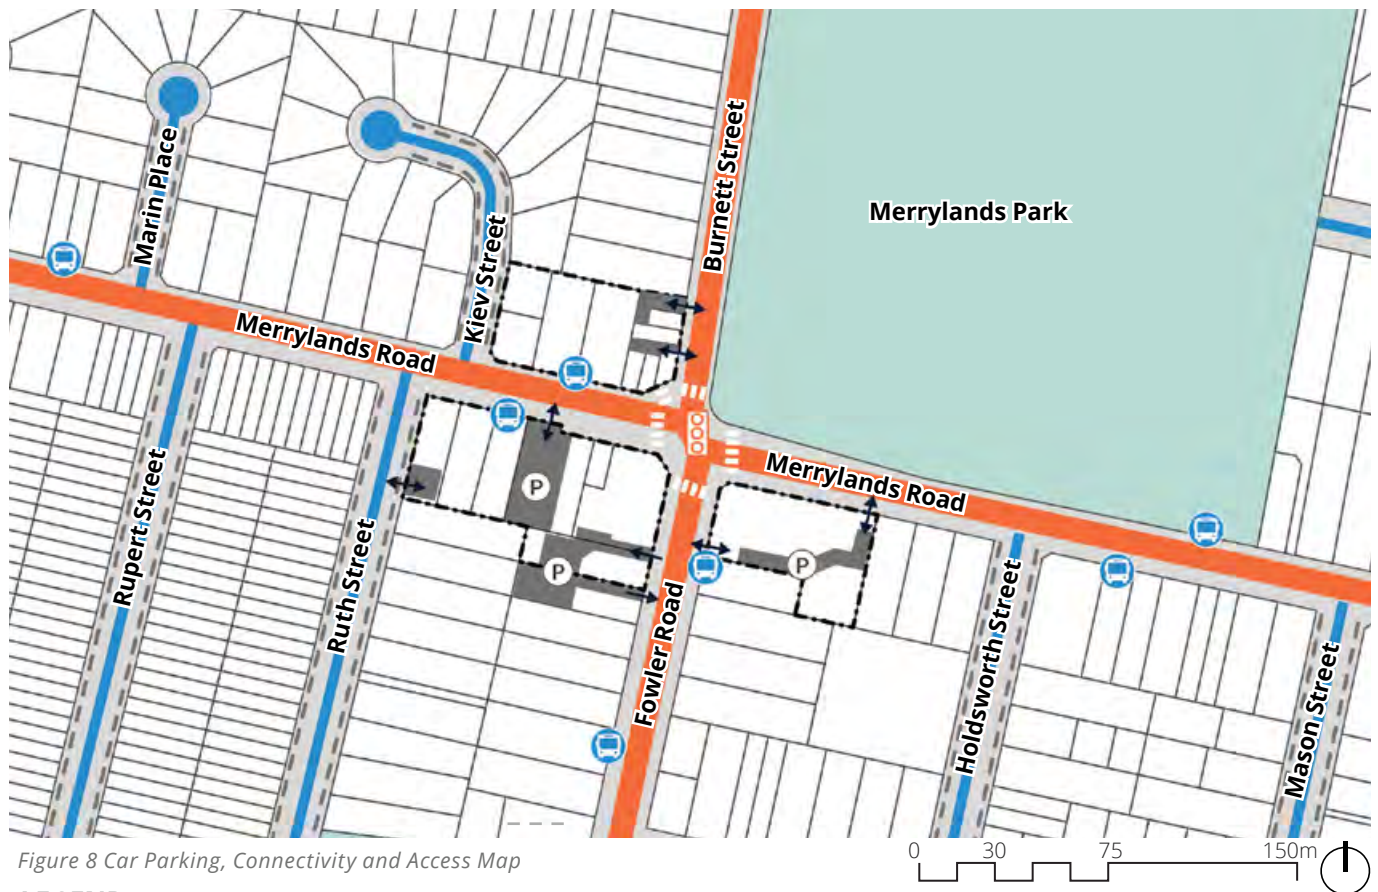 Marin Place
Kiev Street
Burnett Street
Merrylands Park
Merrylands Road
Merrylands Road
Rupert Street
Ruth Street
P
P
P
Fowler Road
Holdsworth Street
Mason Street
Figure 8 Car Parking, Connectivity and Access Map
0 30 75 150m